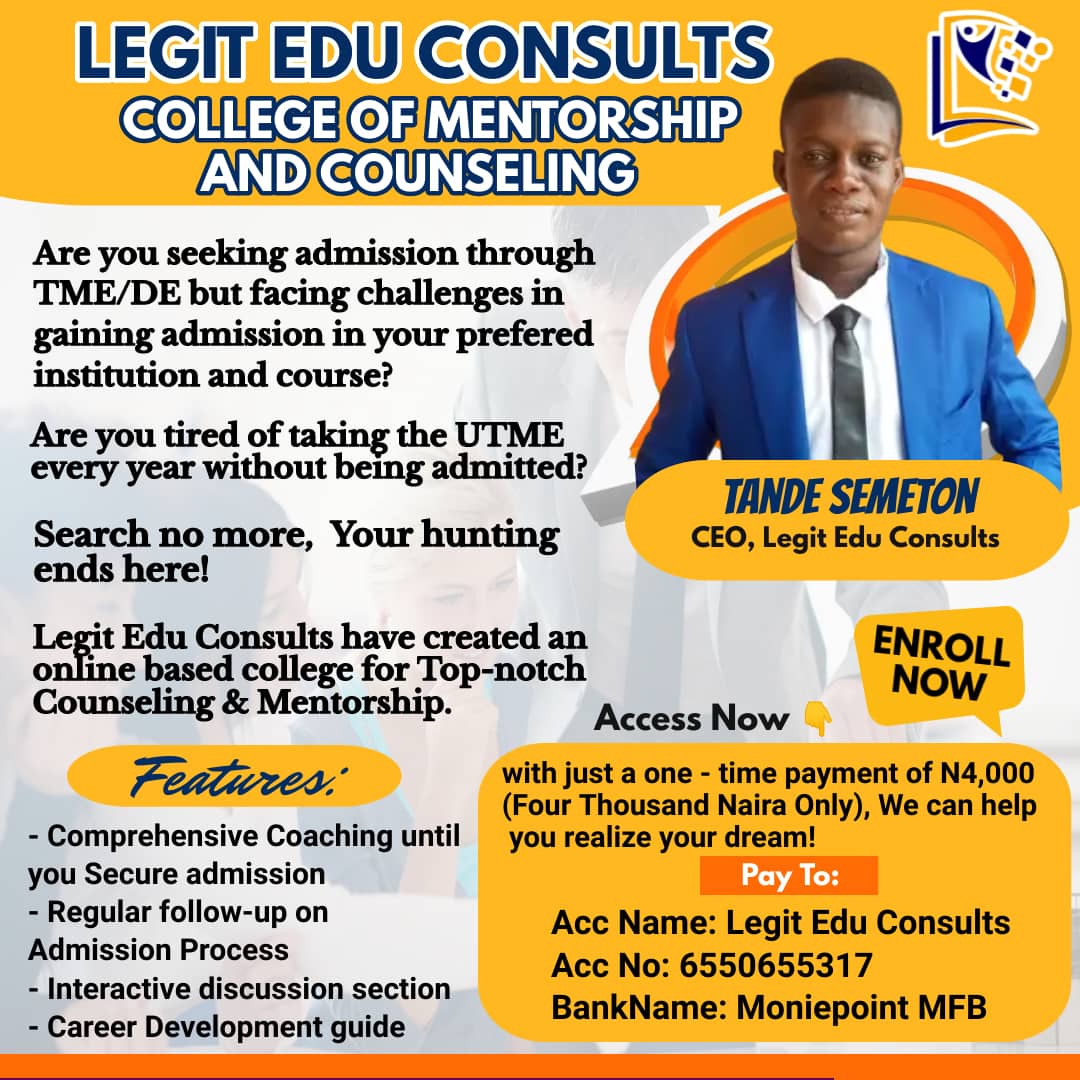 LEGIT EDU CONSULTS
COLLEGE OF MENTORSHIP
AND COUNSELING
Are you seeking admission through
TME/DE but facing challenges in
gaining admission in your prefered
institution and course?
Are you tired of taking the UTME
every year without being admitted?
Search no more, Your hunting
ends here!
Legit Edu Consults have created an
online based college for Top-notch
Counseling & Mentorship.
TANDE SEMETON
CEO, Legit Edu Consults
ENROLL
NOW
Features:
- Comprehensive Coaching until
you Secure admission
- Regular follow-up on
Admission Process
- Interactive discussion section
- Career Development guide
Access Now 👇
with just a one - time payment of N4,000
(Four Thousand Naira Only), We can help
you realize your dream!
Pay To:
Acc Name: Legit Edu Consults
Acc No: 6550655317
BankName: Moniepoint MFB